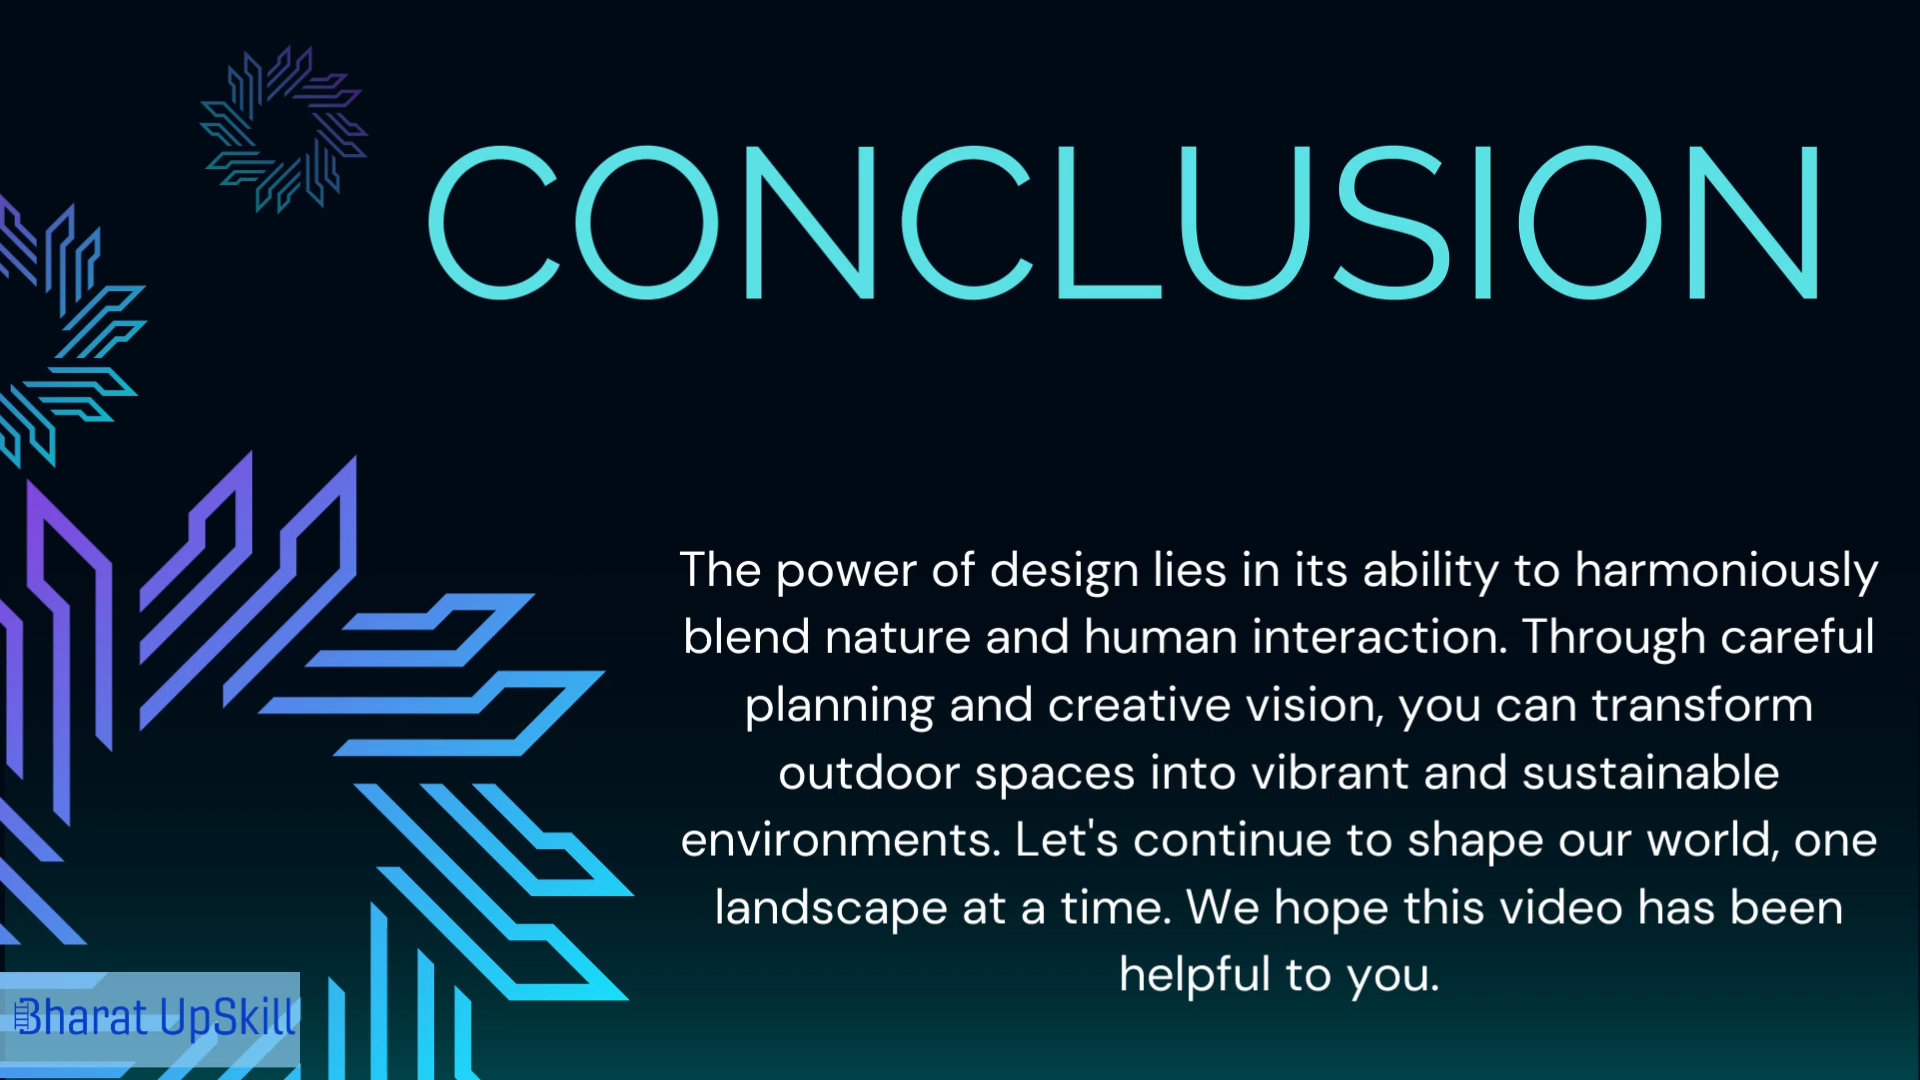 CONCLUSION
The power of design lies in its ability to harmoniously
blend nature and human interaction. Through careful
planning and creative vision, you can transform
outdoor spaces into vibrant and sustainable
environments. Let's continue to shape our world, one
landscape at a time. We hope this video has been
helpful to you.
Bharat UpSkill